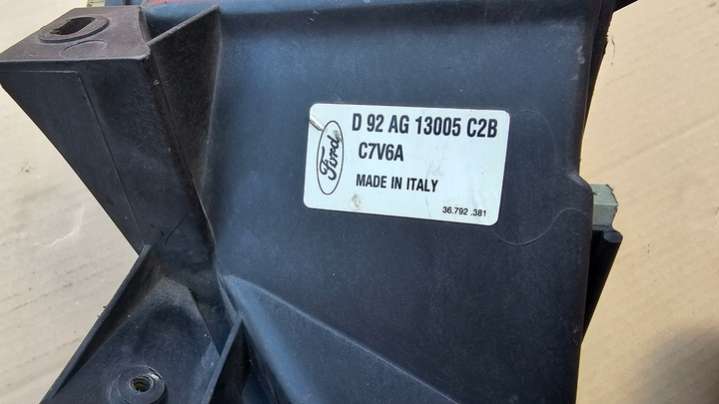 Ford
D 92 AG 13005 C2B
C7V6A
MADE IN ITALY
36.792 .381